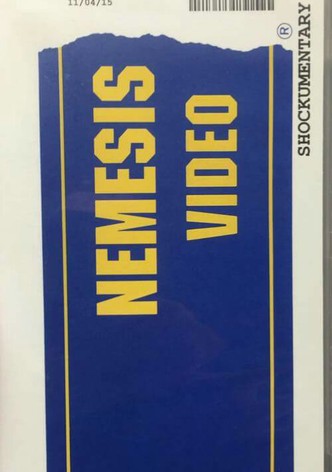 11/04/15
NEMESIS
VIDEO
SHOCKUMENTARY®